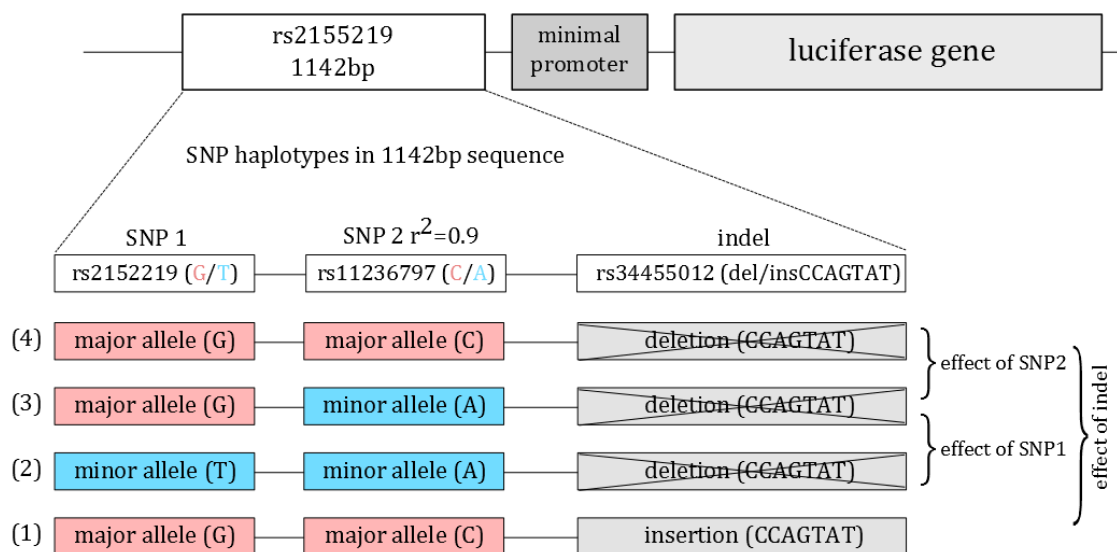 rs2155219
1142bp
minimal
promoter
luciferase gene
SNP haplotypes in 1142bp sequence
SNP 1
SNP 2 r²=0.9
indel
rs2152219 (G/T)
rs11236797 (C/A)
rs34455012 (del/insCCAGTAT)
(4)
major allele (G)
major allele (C)
deletion (CCAGTAT)
effect of SNP2
(3)
major allele (G)
minor allele (A)
deletion (CCAGTAT)
effect of SNP1
(2)
minor allele (T)
minor allele (A)
deletion (CCAGTAT)
(1)
major allele (G)
major allele (C)
insertion (CCAGTAT)
effect of indel